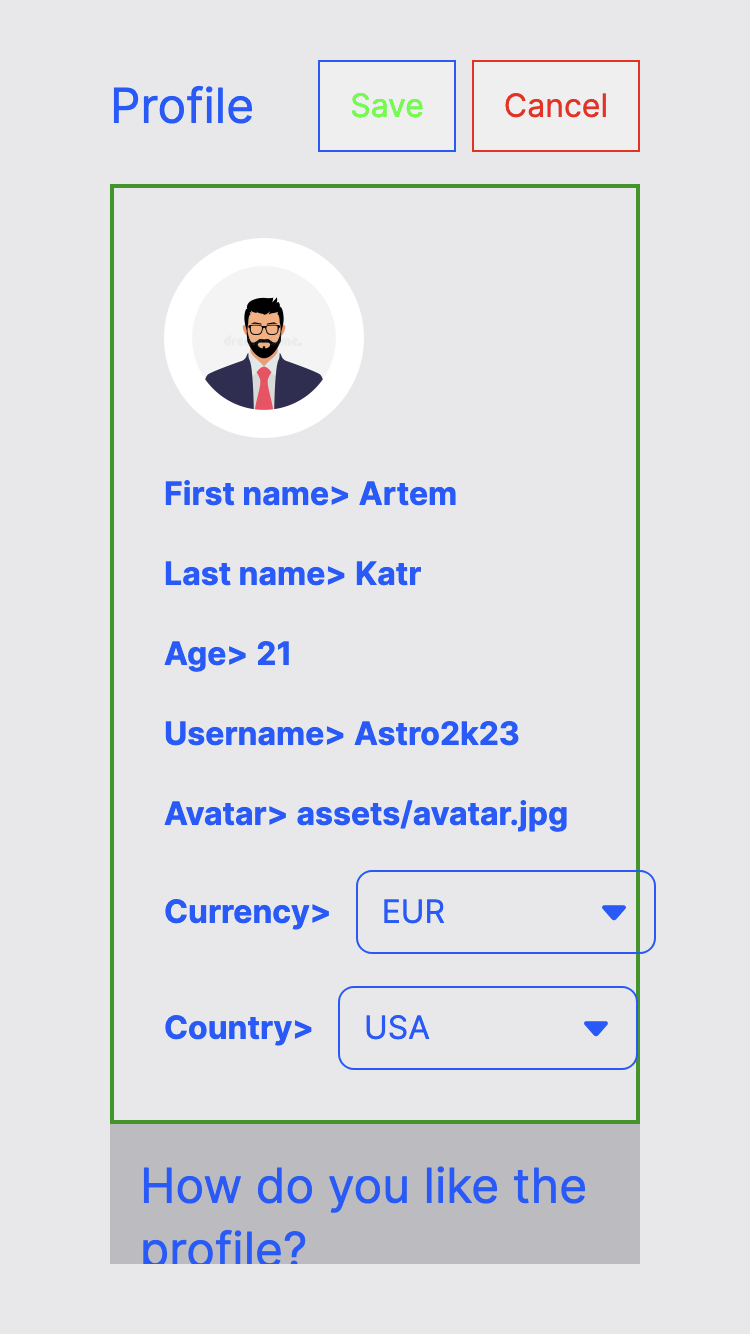 Profile
Save
Cancel
First name> Artem
Last name> Katr
Age> 21
Username> Astro2k23
Avatar> assets/avatar.jpg
Currency> EUR
Country> USA
How do you like the
profile?